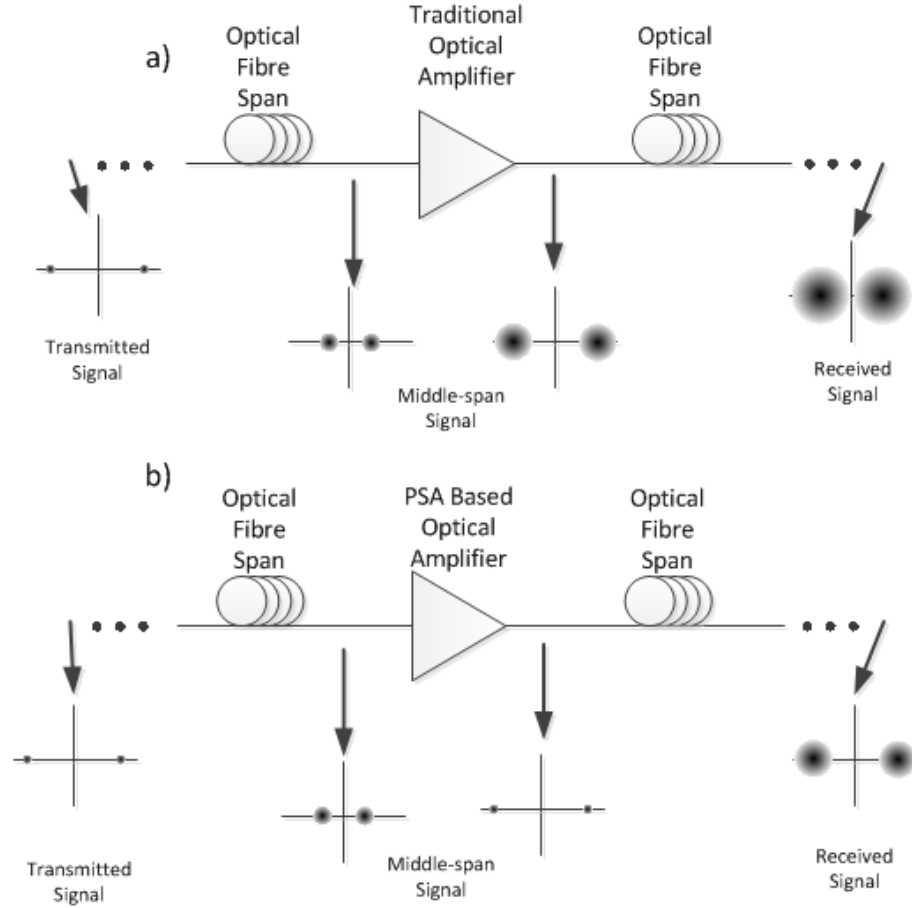 a)
Optical
Fibre
Span
Traditional
Optical
Amplifier
Optical
Fibre
Span
Transmitted
Signal
Middle-span
Signal
Received
Signal
b)
Optical
Fibre
Span
PSA Based
Optical
Amplifier
Optical
Fibre
Span
Transmitted
Signal
Middle-span
Signal
Received
Signal